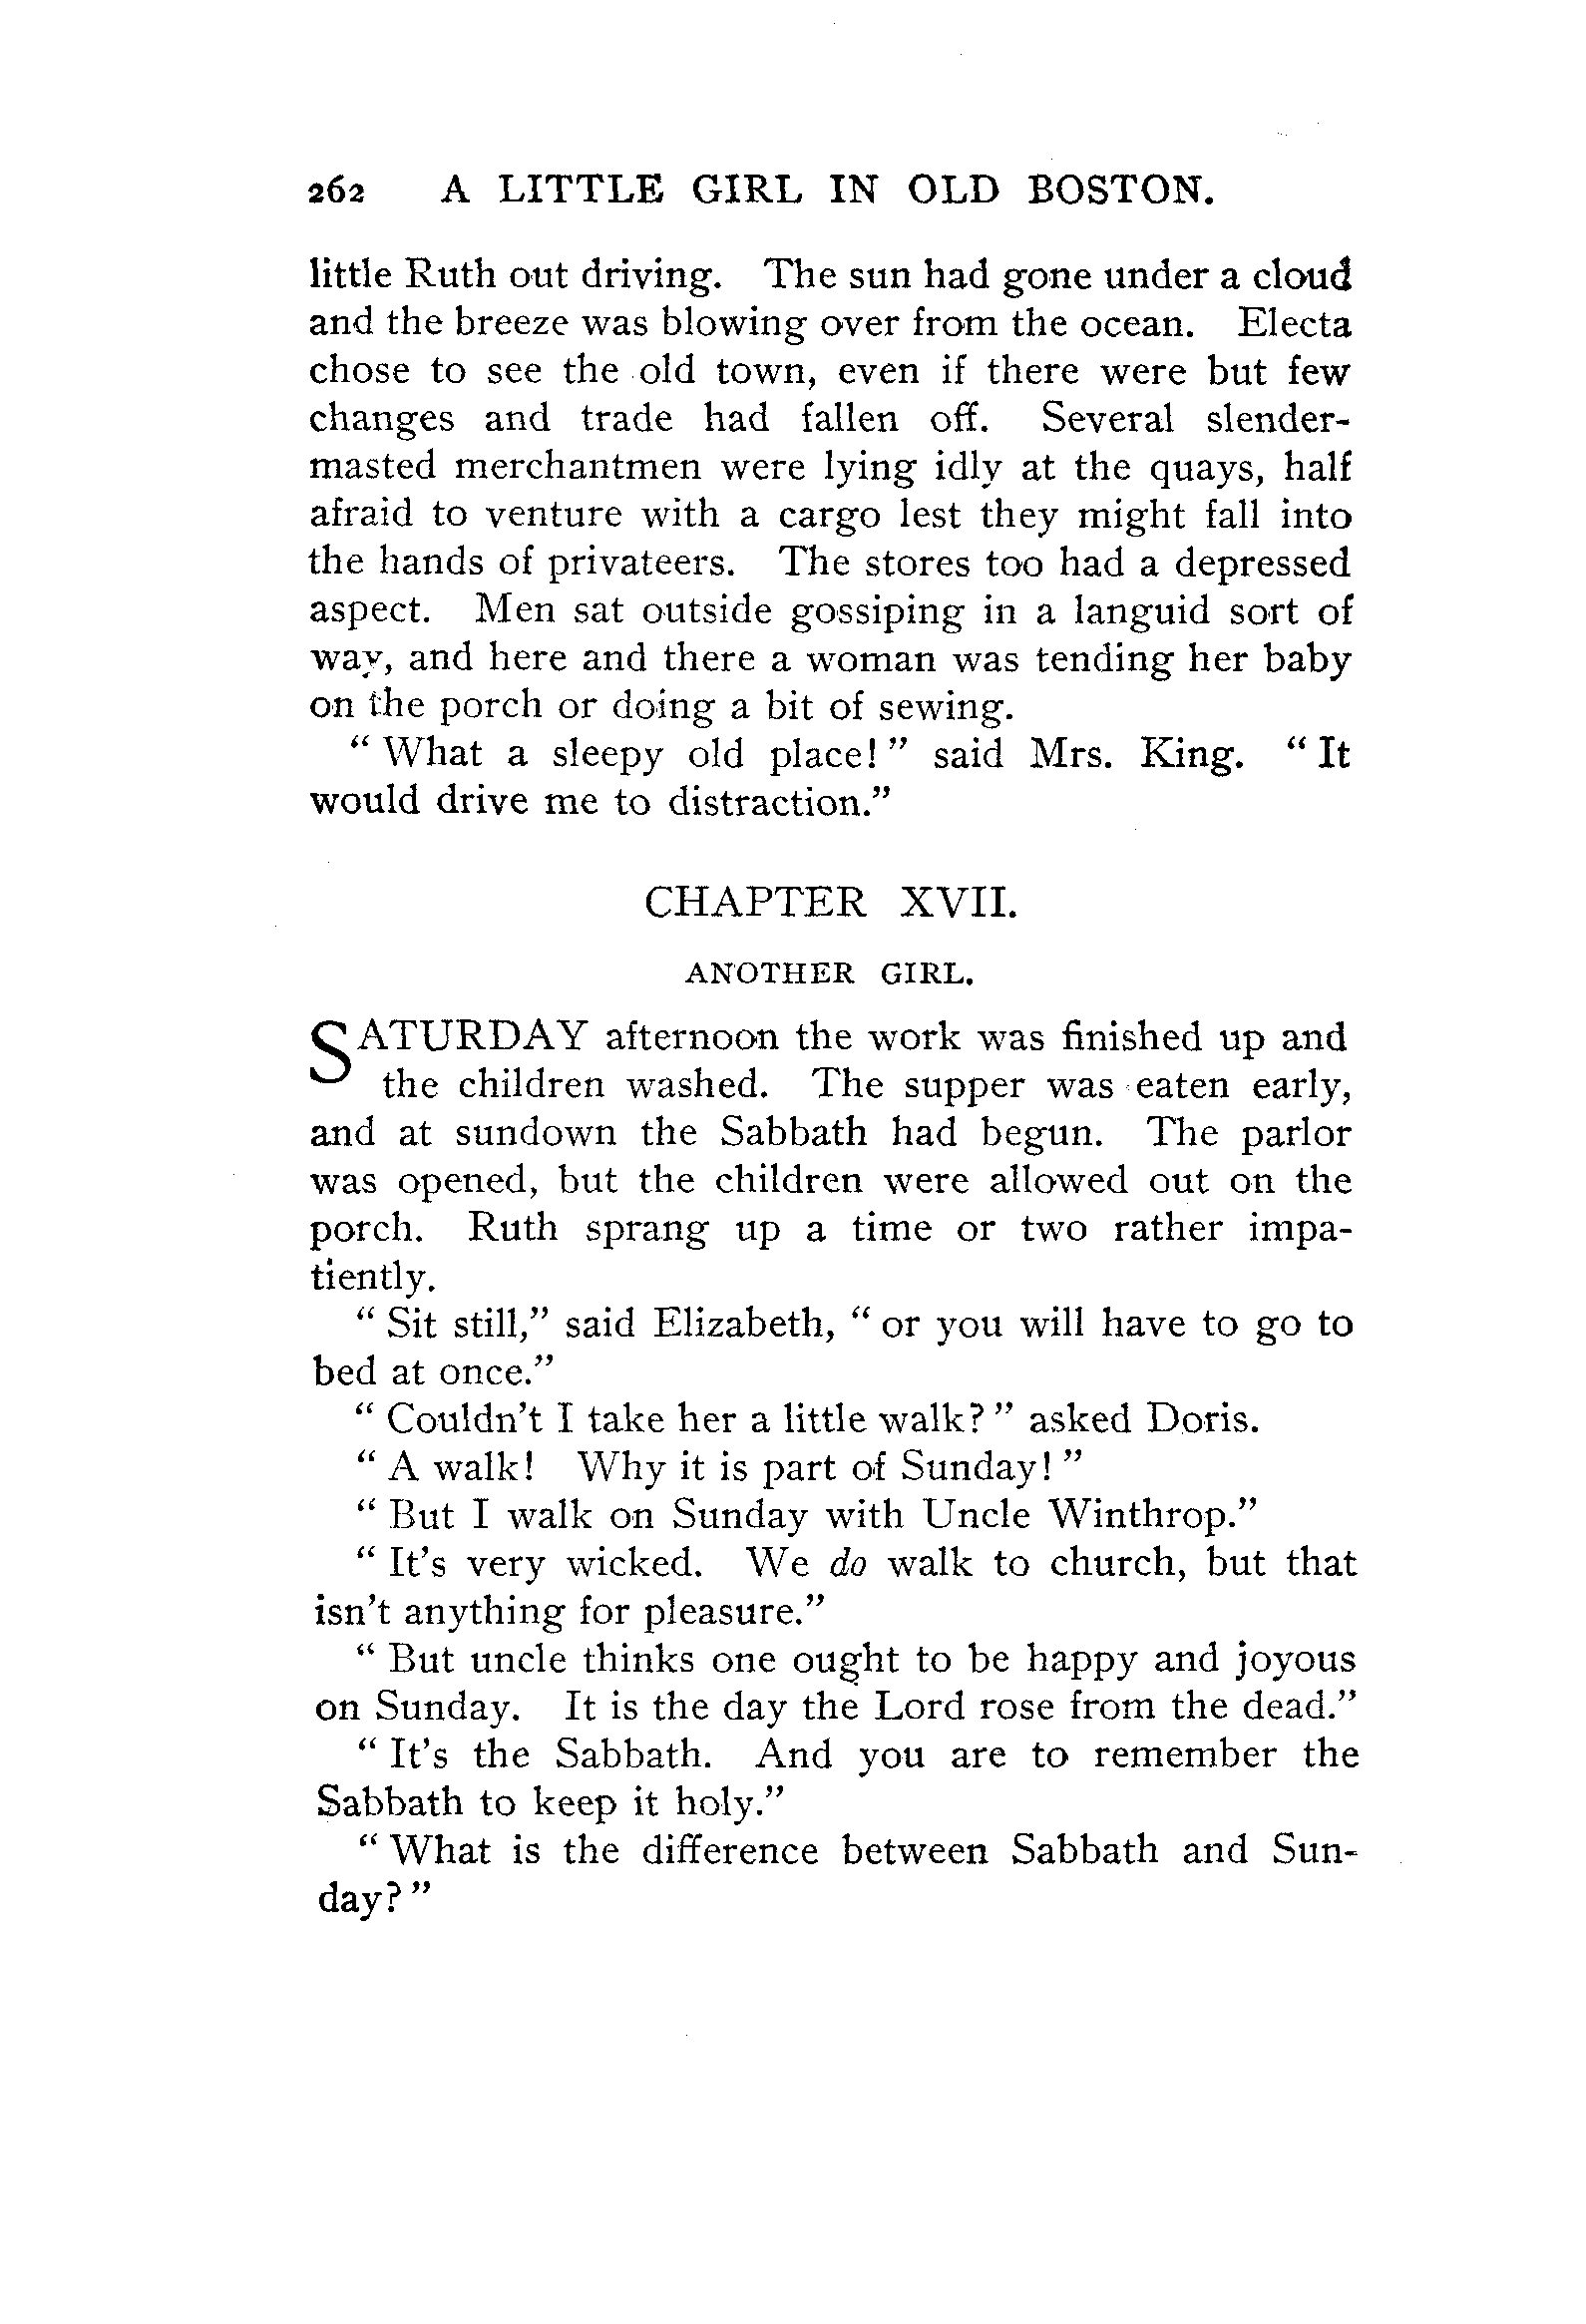 262 A LITTLE GIRL IN OLD BOSTON.
little Ruth out driving. The sun had gone under a cloud
and the breeze was blowing over from the ocean. Electa
chose to see the old town, even if there were but few
changes and trade had fallen off. Several slender-
masted merchantmen were lying idly at the quays, half
afraid to venture with a cargo lest they might fall into
the hands of privateers. The stores too had a depressed
aspect. Men sat outside gossiping in a languid sort of
way, and here and there a woman was tending her baby
on the porch or doing a bit of sewing.
“ What a sleepy old place! ” said Mrs. King. “ It
would drive me to distraction.”
CHAPTER XVII.
ANOTHER GIRL.
SATURDAY afternoon the work was finished up and
the children washed. The supper was eaten early,
and at sundown the Sabbath had begun. The parlor
was opened, but the children were allowed out on the
porch. Ruth sprang up a time or two rather impa-
tiently.
“ Sit still,” said Elizabeth, “ or you will have to go to
bed at once.”
“ Couldn't I take her a little walk? ” asked Doris.
“ A walk! Why it is part of Sunday! ”
“ But I walk on Sunday with Uncle Winthrop.”
“ It's very wicked. We do walk to church, but that
isn't anything for pleasure.”
“ But uncle thinks one ought to be happy and joyous
on Sunday. It is the day the Lord rose from the dead.”
“ It's the Sabbath. And you are to remember the
Sabbath to keep it holy.”
“ What is the difference between Sabbath and Sun-
day? ”